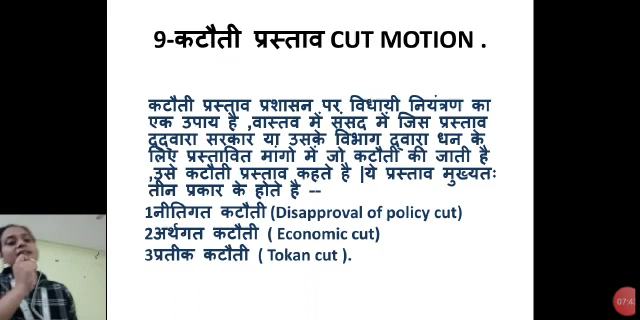 9-कटौती प्रस्ताव CUT MOTION .
कटौती प्रस्ताव प्रशासन पर विधायी नियंत्रण का
एक उपाय है ,वास्तव में संसद में जिस प्रस्ताव
द्द्वारा सरकार या उसके विभाग द्वारा धन के
लिए प्रस्तावित मांगो में जो कटौती की जाती है
,उसे कटौती प्रस्ताव कहते है |ये प्रस्ताव मुख्यतः
तीन प्रकार के होते है --
1नीतिगत कटौती (Disapproval of policy cut)
2अर्थगत कटौती ( Economic cut)
3प्रतीक कटौती ( Tokan cut ).